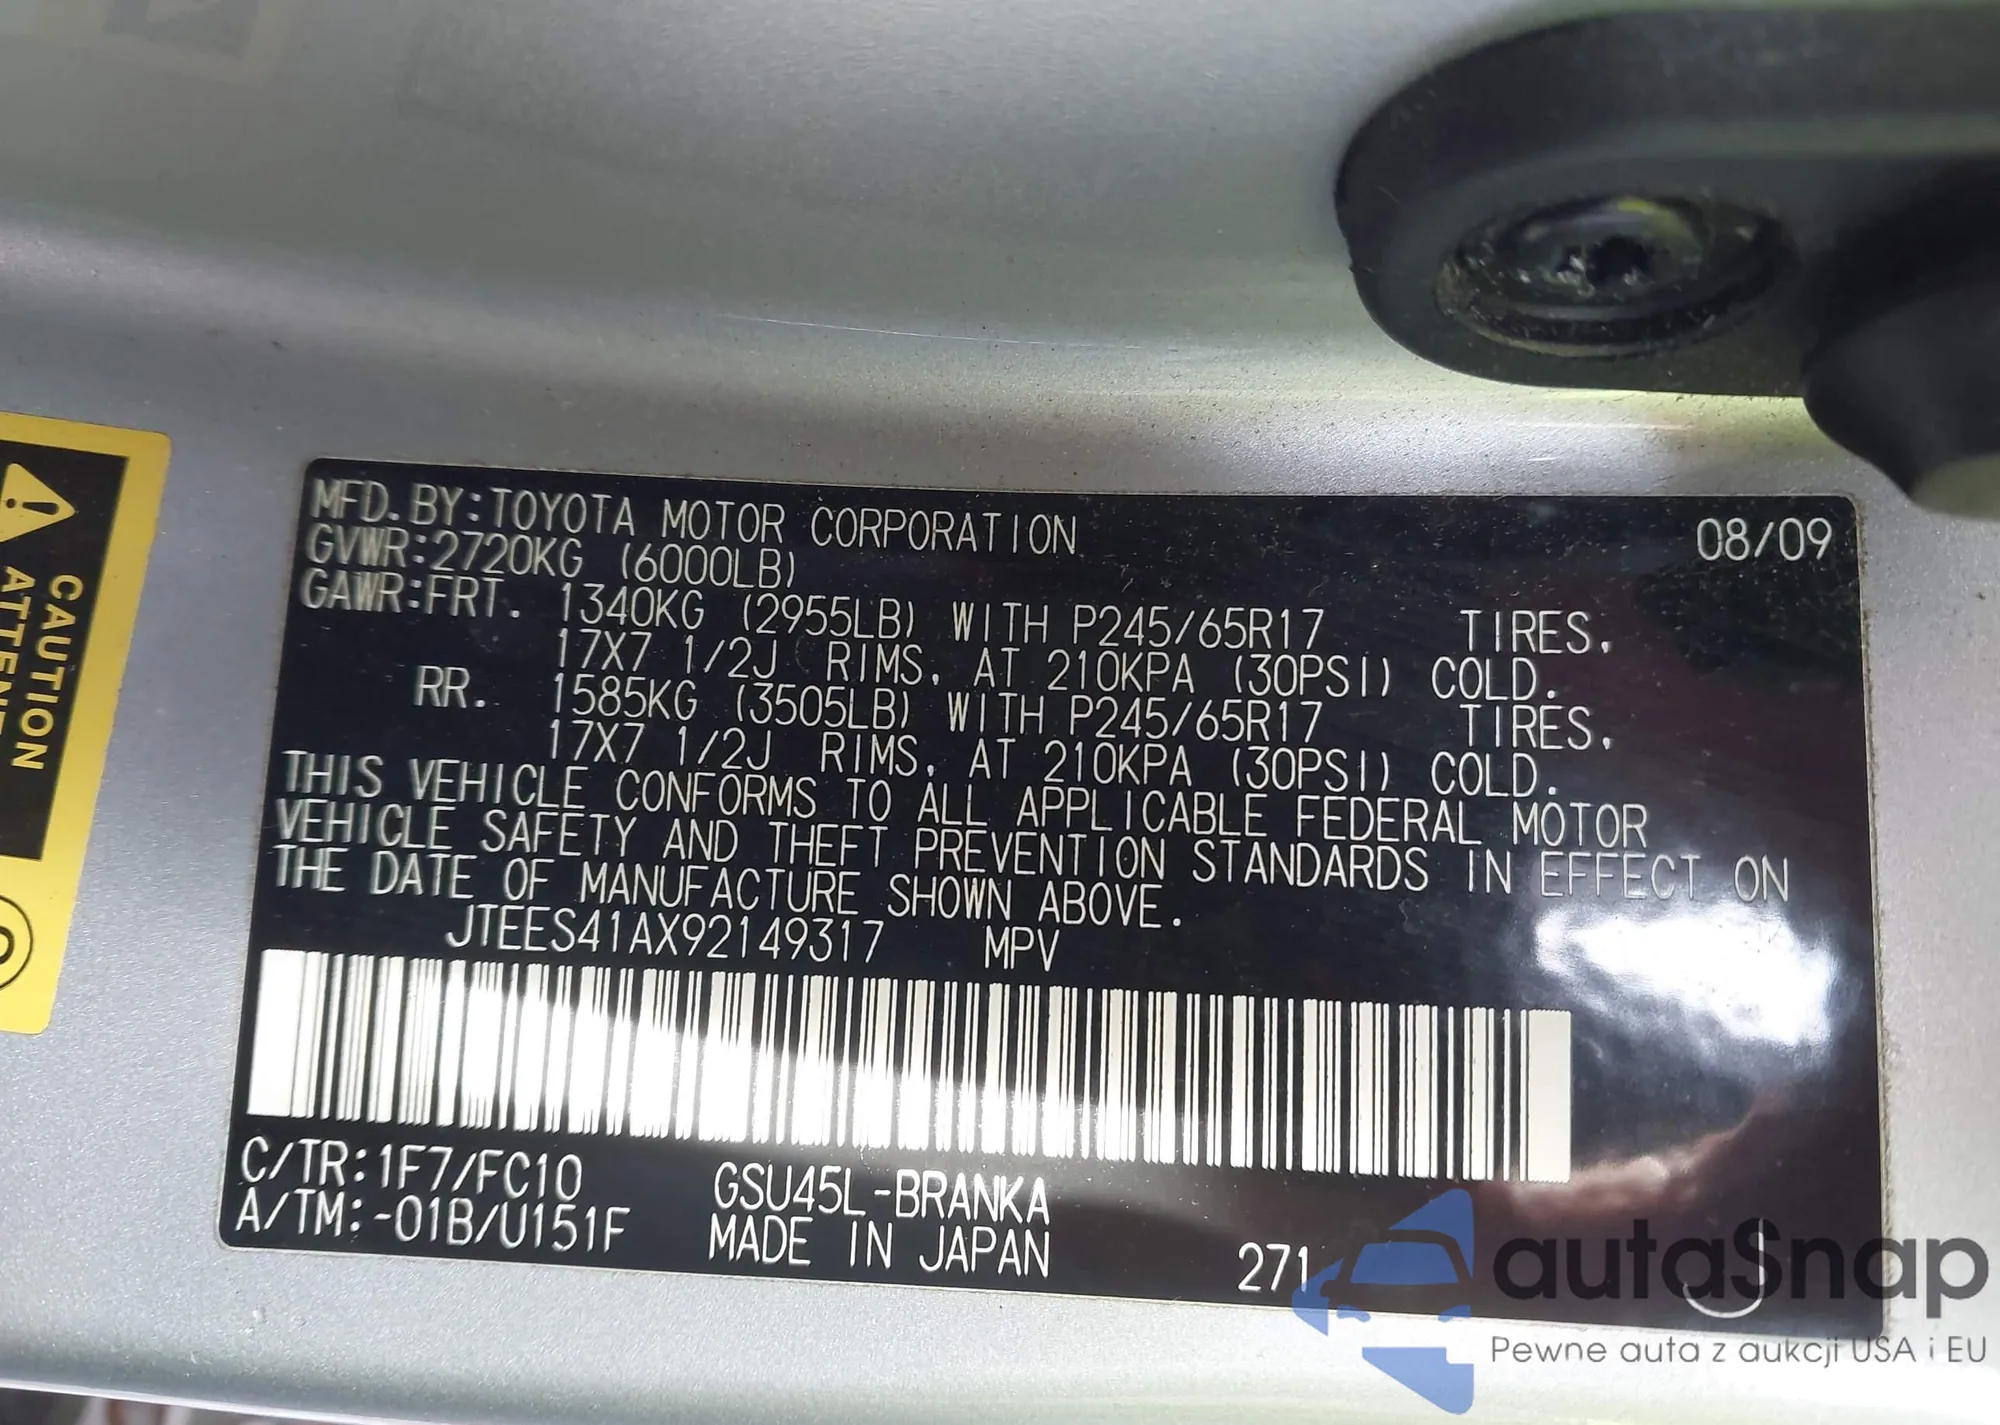 MFD. BY: TOYOTA MOTOR CORPORATION 08/09
GVWR: 2720KG (6000LB)
GAWR: FRT. 1340KG (2955LB) WITH P245/65R17 TIRES,
17X7 1/2J RIMS, AT 210KPA (30PSI) COLD.
RR. 1585KG (3505LB) WITH P245/65R17 TIRES,
17X7 1/2J RIMS, AT 210KPA (30PSI) COLD.
THIS VEHICLE CONFORMS TO ALL APPLICABLE FEDERAL MOTOR
VEHICLE SAFETY AND THEFT PREVENTION STANDARDS IN EFFECT ON
THE DATE OF MANUFACTURE SHOWN ABOVE.
JTEES41AX92149317 MPV
C/TR: 1F7/FC10 GSU45L-BRANKA
A/TM: -01B/U151F MADE IN JAPAN 271 J
CAUTION
autaSnap
Pewne auta z aukcji USA i EU